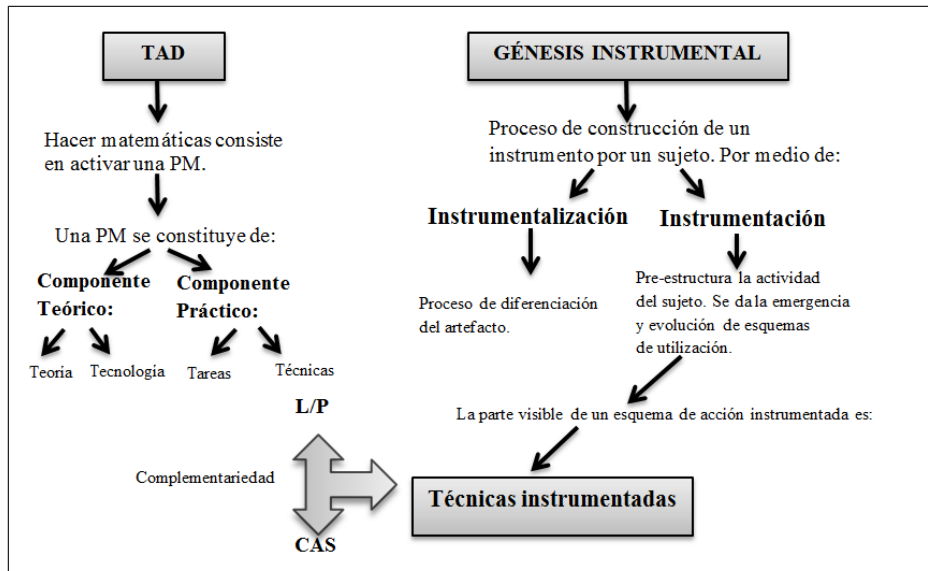 TAD
Hacer matemáticas consiste
en activar una PM.
Una PM se constituye de:
Componente
Teórico:
Componente
Práctico:
Teoría
Tecnología
Tareas
Técnicas
L/P
Complementariedad
CAS
GÉNESIS INSTRUMENTAL
Proceso de construcción de un
instrumento por un sujeto. Por medio de:
Instrumentalización
Instrumentación
Proceso de diferenciación
del artefacto.
Pre-estructura la actividad
del sujeto. Se da la emergencia
y evolución de esquemas
de utilización.
La parte visible de un esquema de acción instrumentada es:
Técnicas instrumentadas